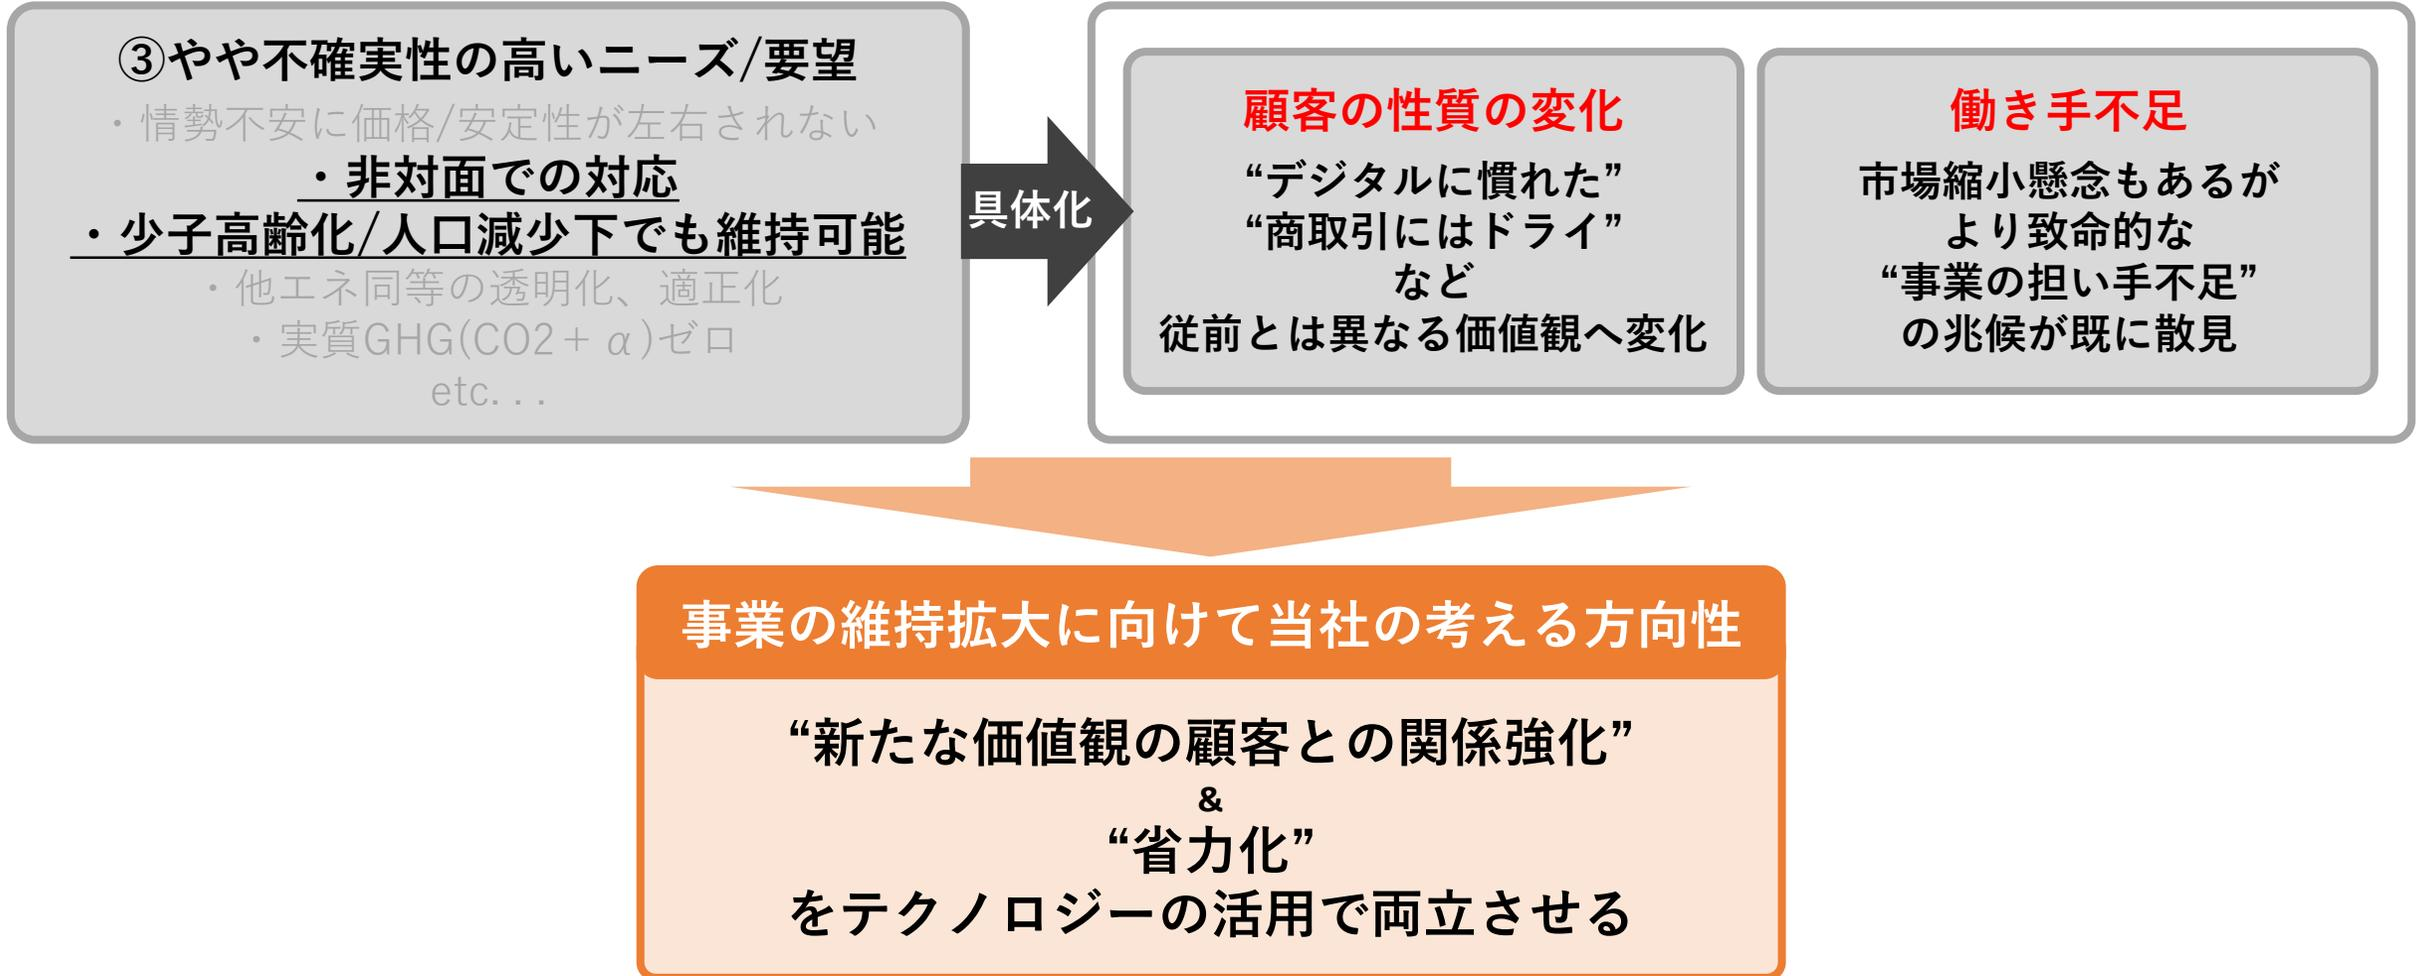 ③やや不確実性の高いニーズ/要望
・情勢不安に価格/安定性が左右されない
・非対面での対応
・少子高齢化/人口減少下でも維持可能
・他エネ同等の透明化、適正化
・実質GHG(CO2＋α)ゼロ
etc...
具体化
顧客の性質の変化
“デジタルに慣れた”
“商取引にはドライ”
など
従前とは異なる価値観へ変化
働き手不足
市場縮小懸念もあるが
より致命的な
“事業の担い手不足”
の兆候が既に散見
事業の維持拡大に向けて当社の考える方向性
“新たな価値観の顧客との関係強化”
&
“省力化”
をテクノロジーの活用で両立させる